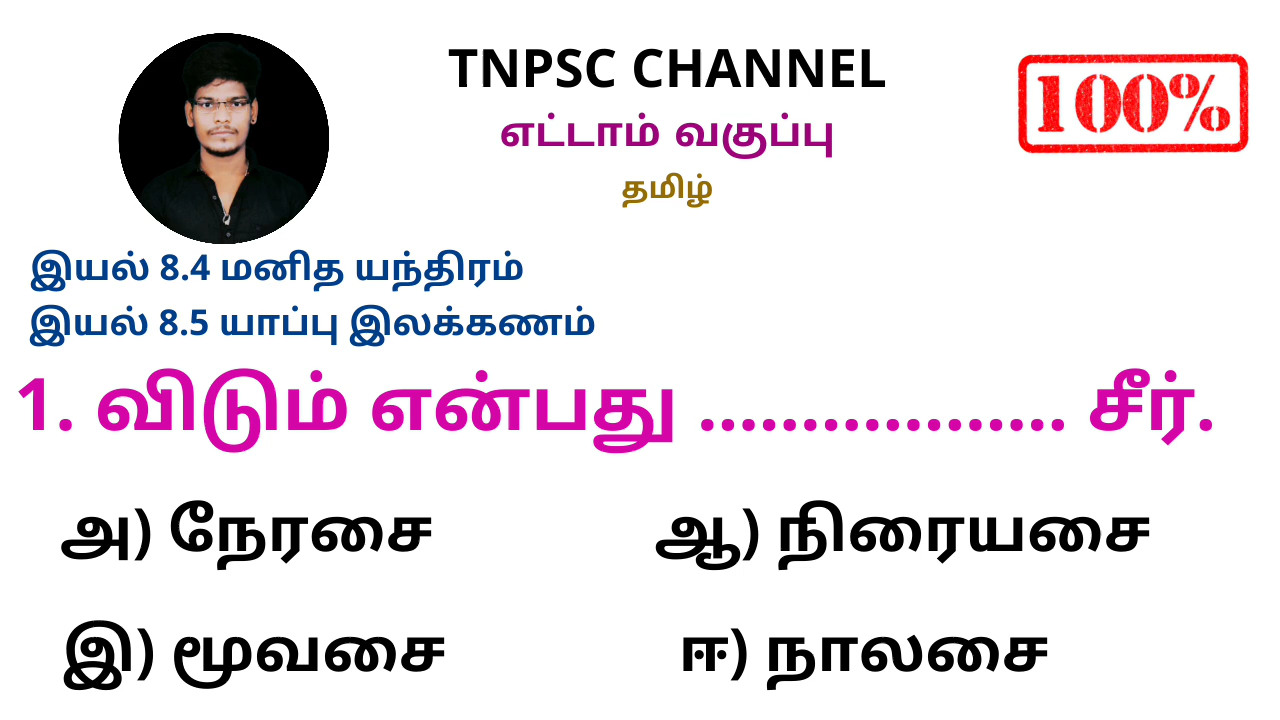 TNPSC CHANNEL
100%
எட்டாம் வகுப்பு
தமிழ்
இயல் 8.4 மனித யந்திரம்
இயல் 8.5 யாப்பு இலக்கணம்
1. விடும் என்பது .................. சீர்.
அ) நேரசை ஆ) நிரையசை
இ) மூவசை ஈ) நாலசை